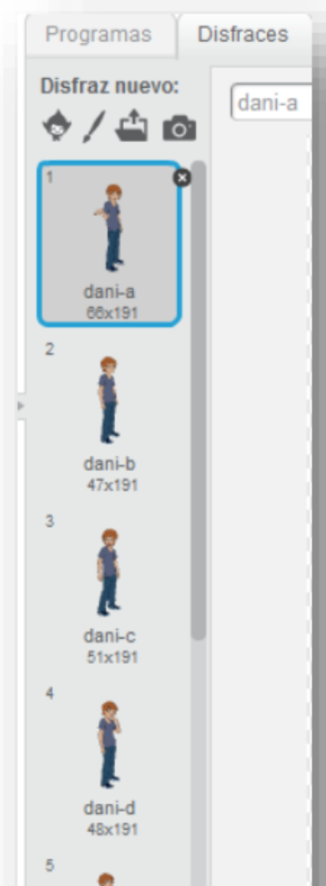 Programas Disfraces
Disfraz nuevo:
dani-a
1
dani-a
66x191
2
dani-b
47x191
3
dani-c
51x191
4
dani-d
48x191
5